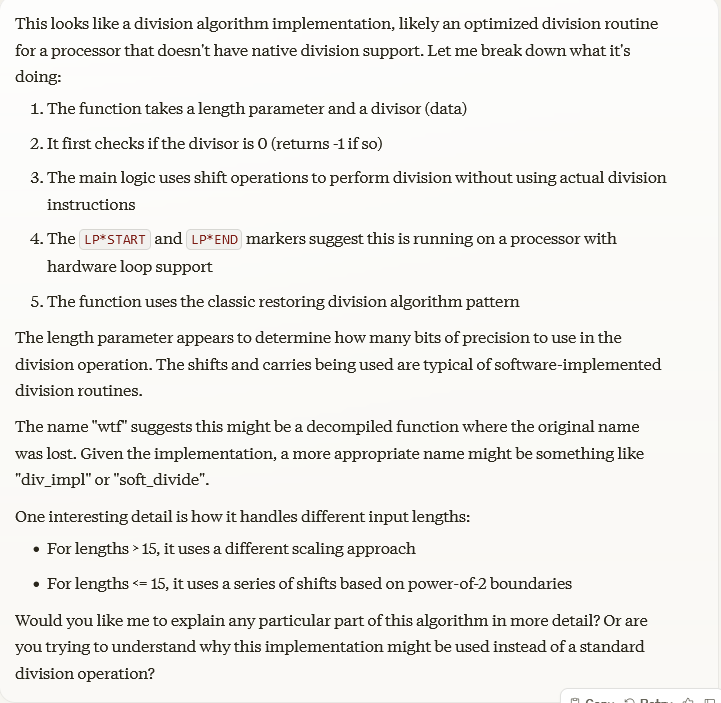 This looks like a division algorithm implementation, likely an optimized division routine
for a processor that doesn't have native division support. Let me break down what it's
doing:
1. The function takes a length parameter and a divisor (data)
2. It first checks if the divisor is 0 (returns -1 if so)
3. The main logic uses shift operations to perform division without using actual division
instructions
4. The LP*START and LP*END markers suggest this is running on a processor with
hardware loop support
5. The function uses the classic restoring division algorithm pattern
The length parameter appears to determine how many bits of precision to use in the
division operation. The shifts and carries being used are typical of software-implemented
division routines.
The name "wtf" suggests this might be a decompiled function where the original name
was lost. Given the implementation, a more appropriate name might be something like
"div_impl" or "soft_divide".
One interesting detail is how it handles different input lengths:
• For lengths > 15, it uses a different scaling approach
• For lengths <= 15, it uses a series of shifts based on power-of-2 boundaries
Would you like me to explain any particular part of this algorithm in more detail? Or are
you trying to understand why this implementation might be used instead of a standard
division operation?
Copy Retry